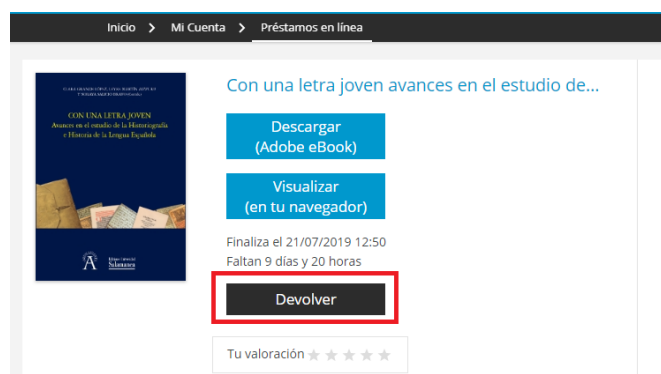 Inicio > Mi Cuenta > Préstamos en línea
Con una letra joven avances en el estudio de...
CON UNA LETRA JOVEN
Avances en el estudio de la Historiografía
e Historia de la Lengua Española
Salamanca
Descargar
(Adobe eBook)
Visualizar
(en tu navegador)
Finaliza el 21/07/2019 12:50
Faltan 9 días y 20 horas
Devolver
Tu valoración